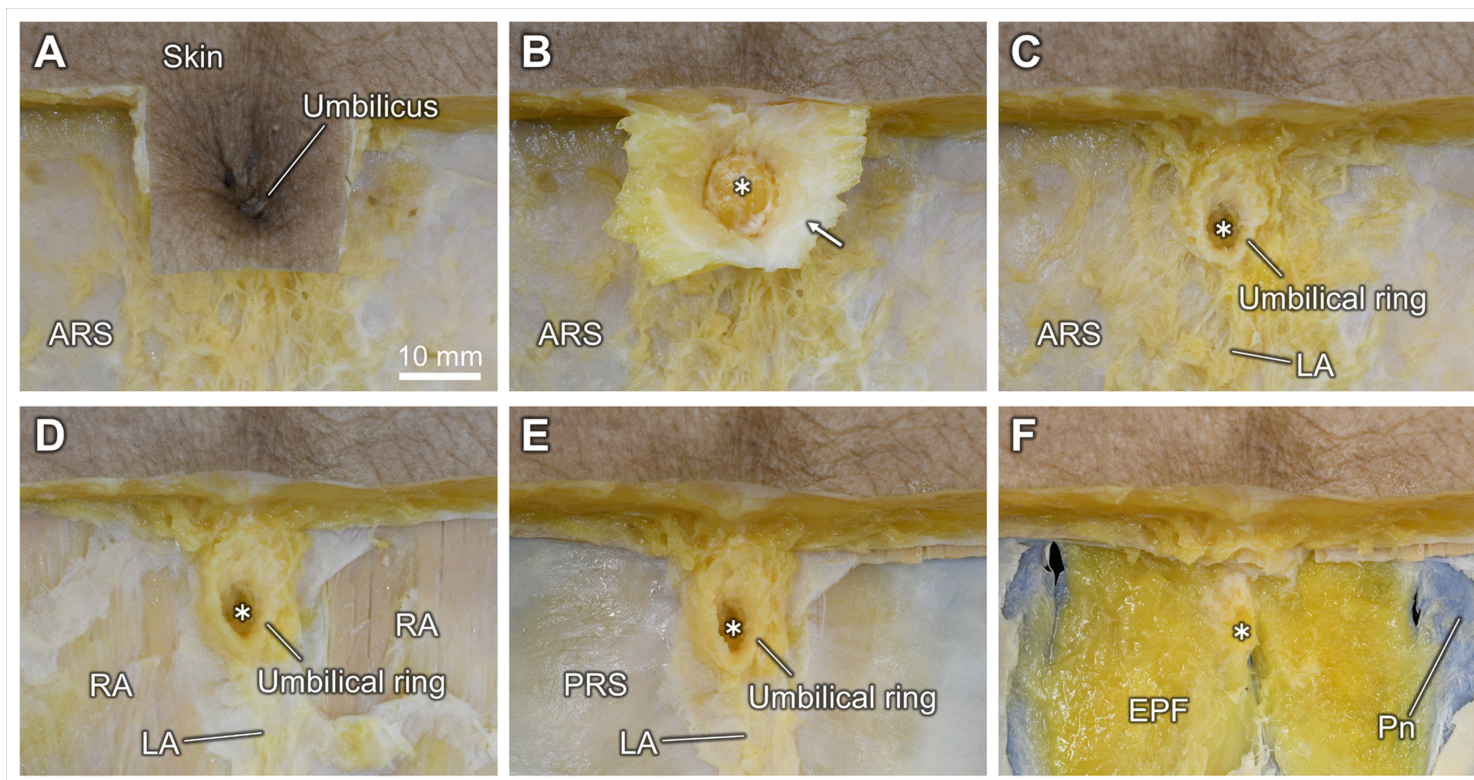 A
Skin
Umbilicus
ARS
10 mm
B
*
ARS
C
*
Umbilical ring
ARS
LA
D
*
RA
RA
Umbilical ring
LA
E
*
PRS
Umbilical ring
LA
F
*
EPF
Pn